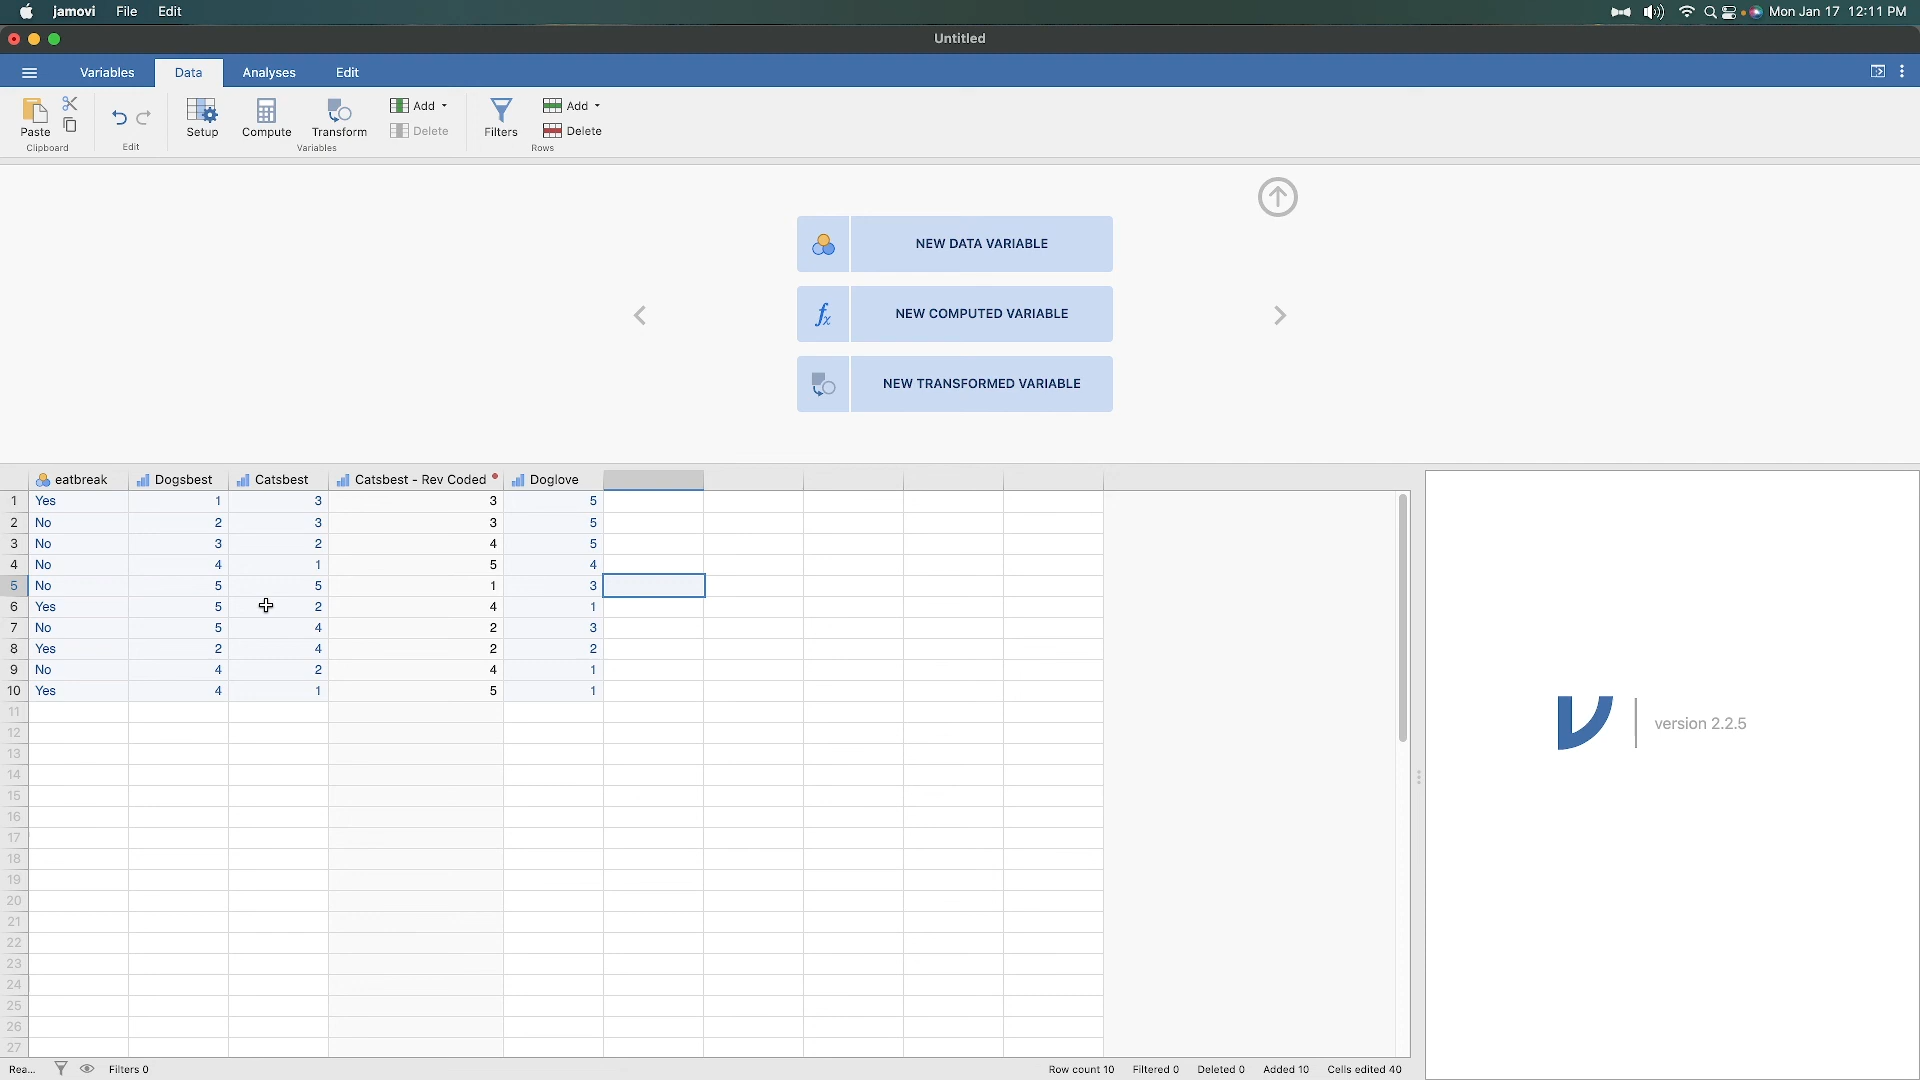 jamovi File Edit Mon Jan 17 12:11 PM
Untitled
Variables Data Analyses Edit
Paste Setup Compute Transform Add Delete Filters Add Delete
Clipboard Edit Variables Rows
NEW DATA VARIABLE
NEW COMPUTED VARIABLE
NEW TRANSFORMED VARIABLE
eatbreak Dogsbest Catsbest Catsbest - Rev Coded Doglove
1 Yes 1 3 3 5
2 No 2 3 3 5
3 No 3 2 4 5
4 No 4 1 5 4
5 No 5 5 1 3
6 Yes 5 2 4 1
7 No 5 4 2 3
8 Yes 2 4 2 2
9 No 4 2 4 1
10 Yes 4 1 5 1
11
12
13
14
15
16
17
18
19
20
21
22
23
24
25
26
27
version 2.2.5
Rea... Filters 0 Row count 10 Filtered 0 Deleted 0 Added 10 Cells edited 40